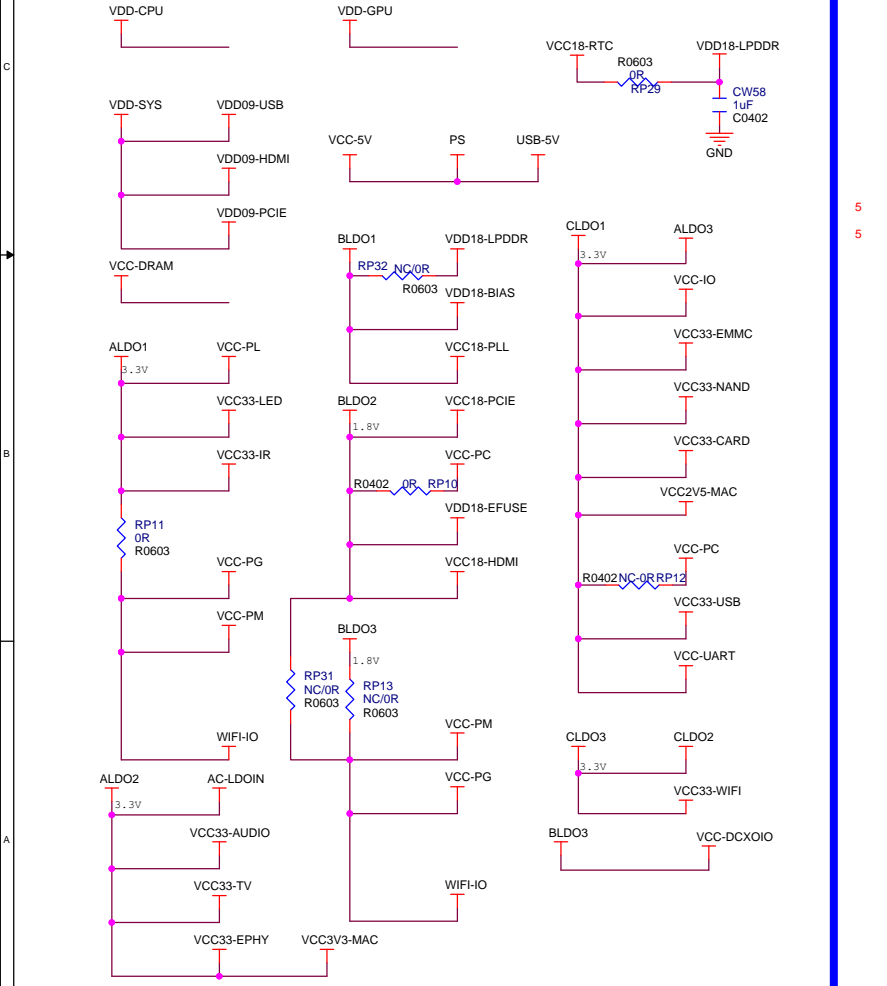 VDD-CPU
VDD-GPU
VCC18-RTC
VDD18-LPDDR
R0603
0R
RP29
CW58
1uF
C0402
GND
C
VDD-SYS
VDD09-USB
VDD09-HDMI
VDD09-PCIE
VCC-5V
PS
USB-5V
5
5
VCC-DRAM
BLDO1
VDD18-LPDDR
RP32
NC/0R
R0603
VDD18-BIAS
VCC18-PLL
CLDO1
ALDO3
3.3V
VCC-IO
VCC33-EMMC
VCC33-NAND
VCC33-CARD
VCC2V5-MAC
VCC-PC
R0402
NC-0R
RP12
VCC33-USB
VCC-UART
ALDO1
VCC-PL
3.3V
VCC33-LED
VCC33-IR
RP11
0R
R0603
VCC-PG
VCC-PM
WIFI-IO
B
BLDO2
VCC18-PCIE
1.8V
VCC-PC
R0402
0R
RP10
VDD18-EFUSE
VCC18-HDMI
BLDO3
1.8V
RP31
NC/0R
R0603
RP13
NC/0R
R0603
VCC-PM
VCC-PG
WIFI-IO
CLDO3
CLDO2
3.3V
VCC33-WIFI
BLDO3
VCC-DCXOIO
A
ALDO2
AC-LDOIN
3.3V
VCC33-AUDIO
VCC33-TV
VCC33-EPHY
VCC3V3-MAC